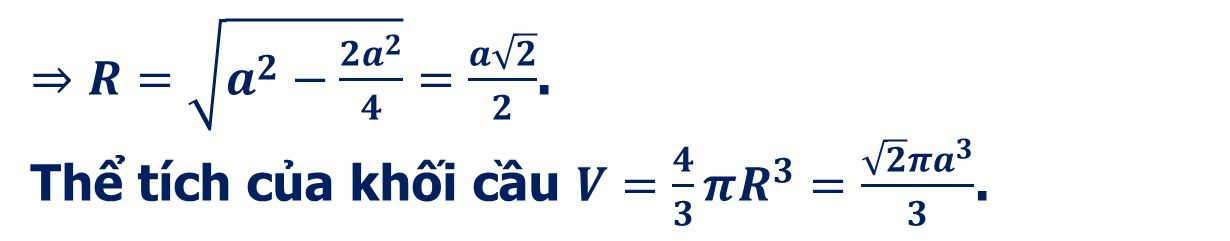 ⇒ R = √(a² − 2a²/4) = a√2/2.
Thể tích của khối cầu V = 4/3 πR³ = √2πa³/3.